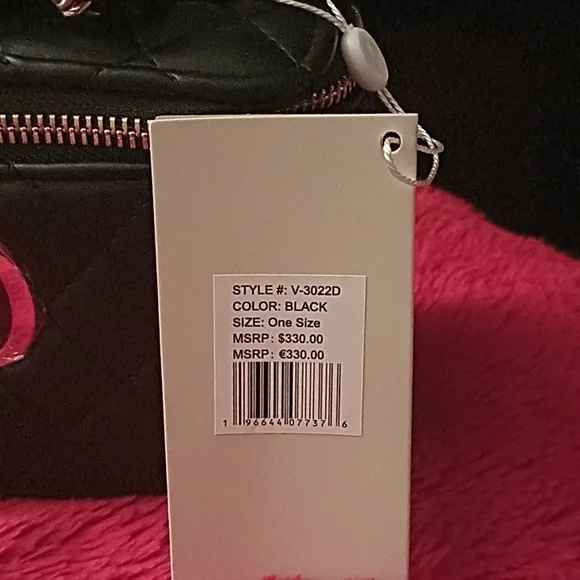 STYLE #: V-3022D
COLOR: BLACK
SIZE: One Size
MSRP: $330.00
MSRP: €330.00
1 96644 07737 6